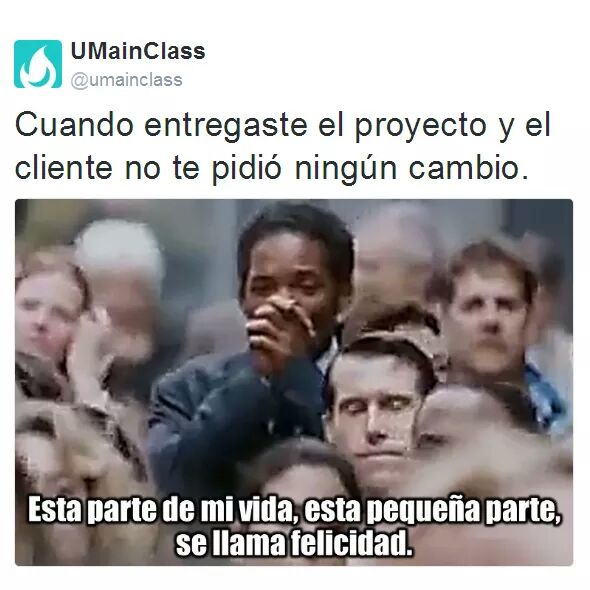 UMainClass
@umainclass
Cuando entregaste el proyecto y el
cliente no te pidió ningún cambio.
Esta parte de mi vida, esta pequeña parte,
se llama felicidad.